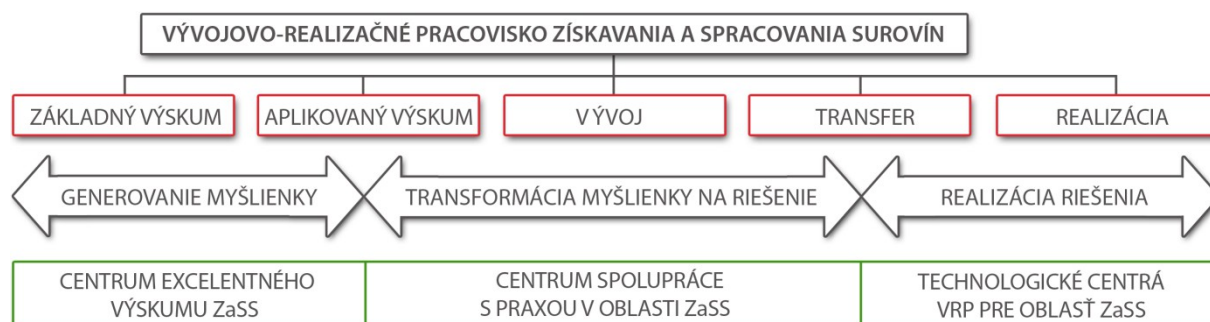 VÝVOJOVO-REALIZAČNÉ PRACOVISKO ZÍSKAVANIA A SPRACOVANIA SUROVÍN
ZÁKLADNÝ VÝSKUM
APLIKOVANÝ VÝSKUM
VÝVOJ
TRANSFER
REALIZÁCIA
GENEROVANIE MYŠLIENKY
TRANSFORMÁCIA MYŠLIENKY NA RIEŠENIE
REALIZÁCIA RIEŠENIA
CENTRUM EXCELENTNÉHO
VÝSKUMU ZaSS
CENTRUM SPOLUPRÁCE
S PRAXOU V OBLASTI ZaSS
TECHNOLOGICKÉ CENTRÁ
VRP PRE OBLASŤ ZaSS